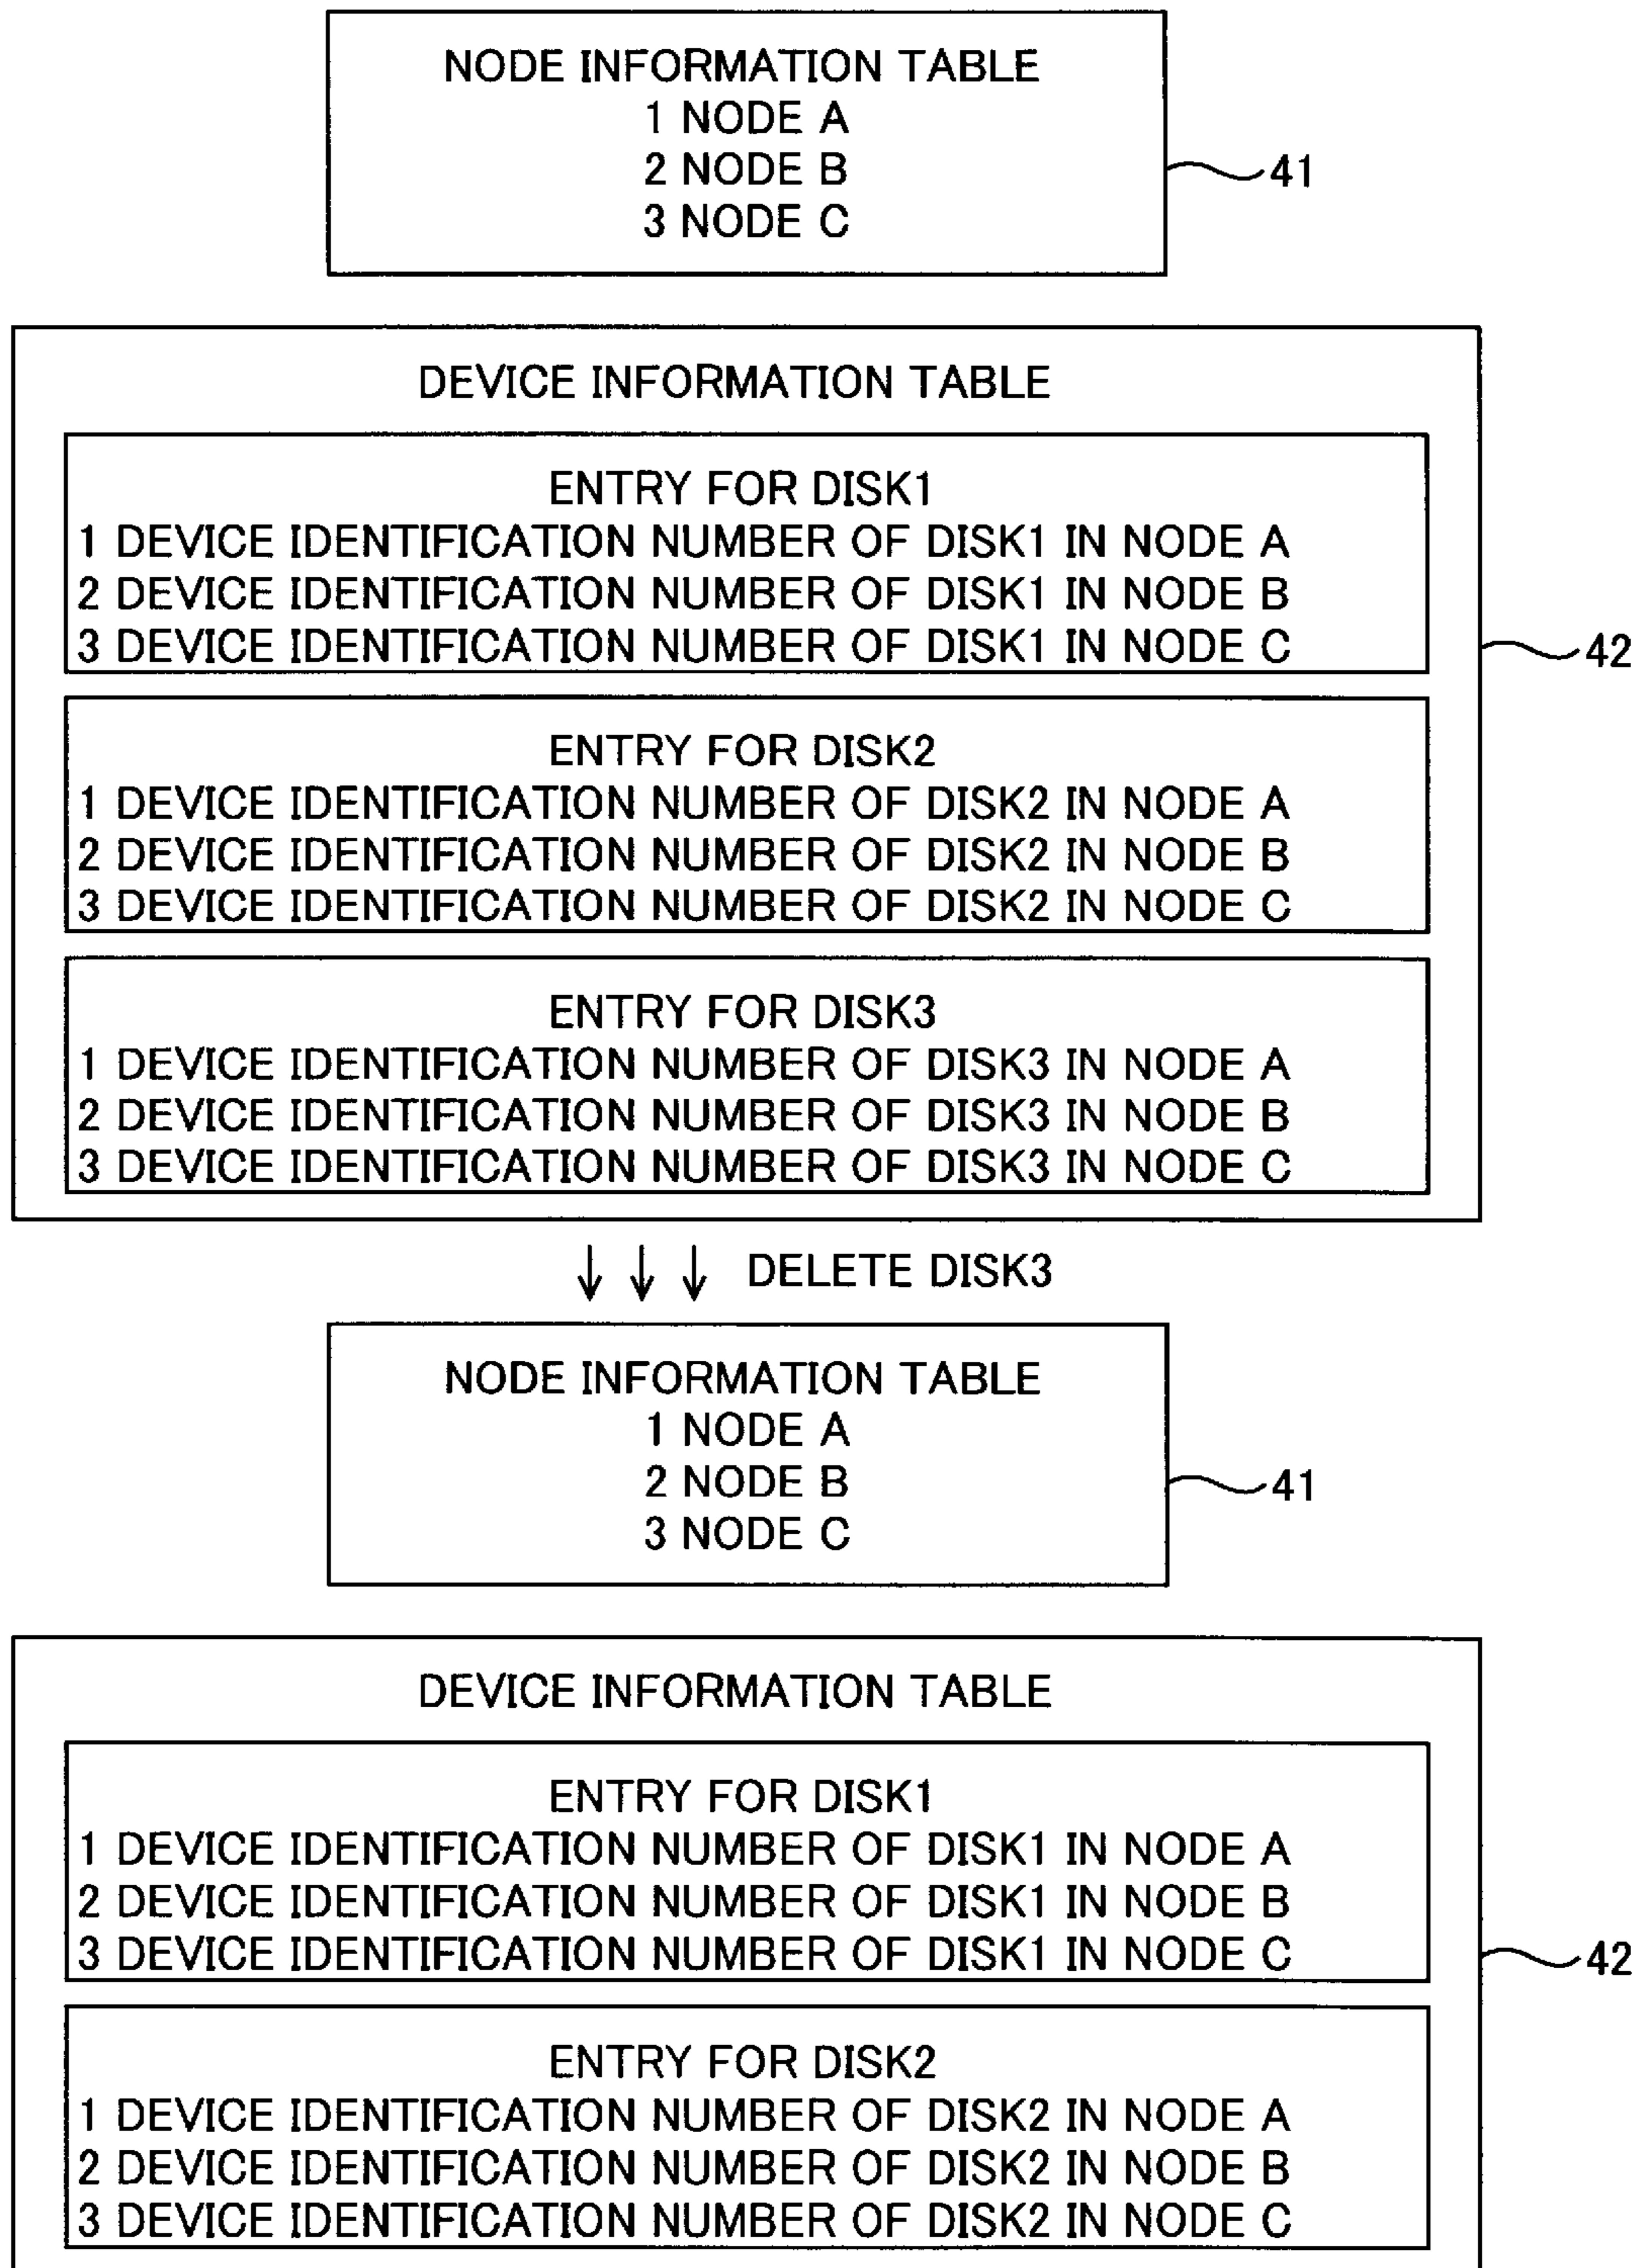 NODE INFORMATION TABLE
1 NODE A
2 NODE B
3 NODE C
41
DEVICE INFORMATION TABLE
ENTRY FOR DISK1
1 DEVICE IDENTIFICATION NUMBER OF DISK1 IN NODE A
2 DEVICE IDENTIFICATION NUMBER OF DISK1 IN NODE B
3 DEVICE IDENTIFICATION NUMBER OF DISK1 IN NODE C
42
ENTRY FOR DISK2
1 DEVICE IDENTIFICATION NUMBER OF DISK2 IN NODE A
2 DEVICE IDENTIFICATION NUMBER OF DISK2 IN NODE B
3 DEVICE IDENTIFICATION NUMBER OF DISK2 IN NODE C
ENTRY FOR DISK3
1 DEVICE IDENTIFICATION NUMBER OF DISK3 IN NODE A
2 DEVICE IDENTIFICATION NUMBER OF DISK3 IN NODE B
3 DEVICE IDENTIFICATION NUMBER OF DISK3 IN NODE C
↓ ↓ ↓ DELETE DISK3
NODE INFORMATION TABLE
1 NODE A
2 NODE B
3 NODE C
41
DEVICE INFORMATION TABLE
ENTRY FOR DISK1
1 DEVICE IDENTIFICATION NUMBER OF DISK1 IN NODE A
2 DEVICE IDENTIFICATION NUMBER OF DISK1 IN NODE B
3 DEVICE IDENTIFICATION NUMBER OF DISK1 IN NODE C
42
ENTRY FOR DISK2
1 DEVICE IDENTIFICATION NUMBER OF DISK2 IN NODE A
2 DEVICE IDENTIFICATION NUMBER OF DISK2 IN NODE B
3 DEVICE IDENTIFICATION NUMBER OF DISK2 IN NODE C